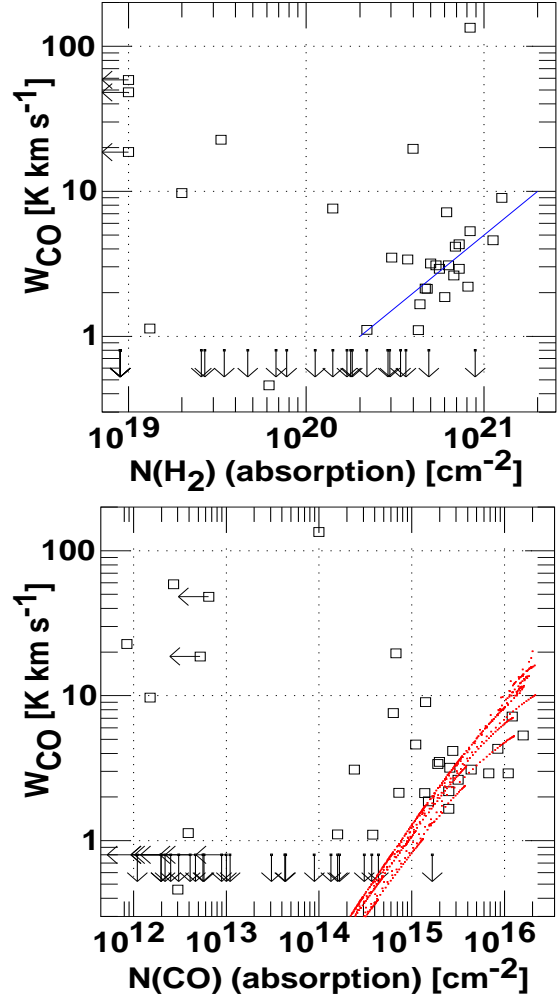 100
10
1
W_CO [K km s^-1]
10^19 10^20 10^21
N(H_2) (absorption) [cm^-2]
100
10
1
W_CO [K km s^-1]
10^12 10^13 10^14 10^15 10^16
N(CO) (absorption) [cm^-2]